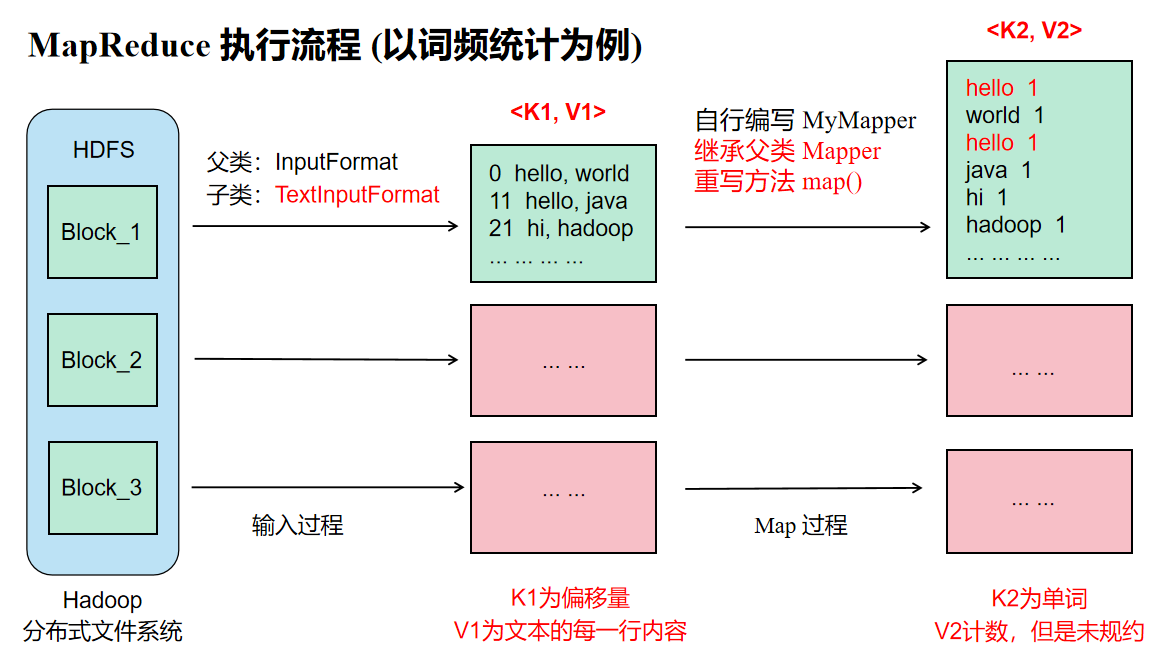 MapReduce 执行流程 (以词频统计为例)
HDFS
Block_1
Block_2
Block_3
Hadoop
分布式文件系统
父类：InputFormat
子类：TextInputFormat
输入过程
<K1, V1>
0 hello, world
11 hello, java
21 hi, hadoop
... ... ... ...
... ...
... ...
K1为偏移量
V1为文本的每一行内容
自行编写 MyMapper
继承父类 Mapper
重写方法 map()
Map 过程
<K2, V2>
hello 1
world 1
hello 1
java 1
hi 1
hadoop 1
... ... ... ...
... ...
... ...
K2为单词
V2计数，但是未规约